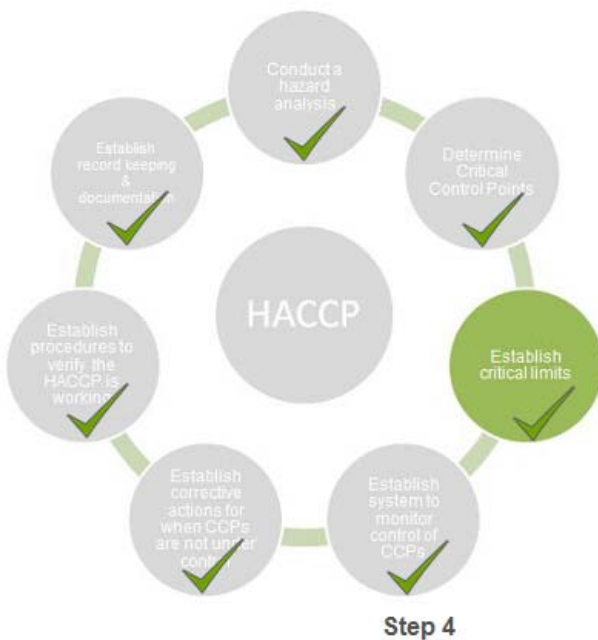 Conduct a
hazard
analysis
Determine
Critical
Control Points
Establish
critical limits
Establish
system to
monitor
control of
CCPs
Establish
corrective
actions for
when CCPs
are not under
control
Establish
procedures to
verify the
HACCP is
working
Establish
record keeping
&
documentation
HACCP
Step 4